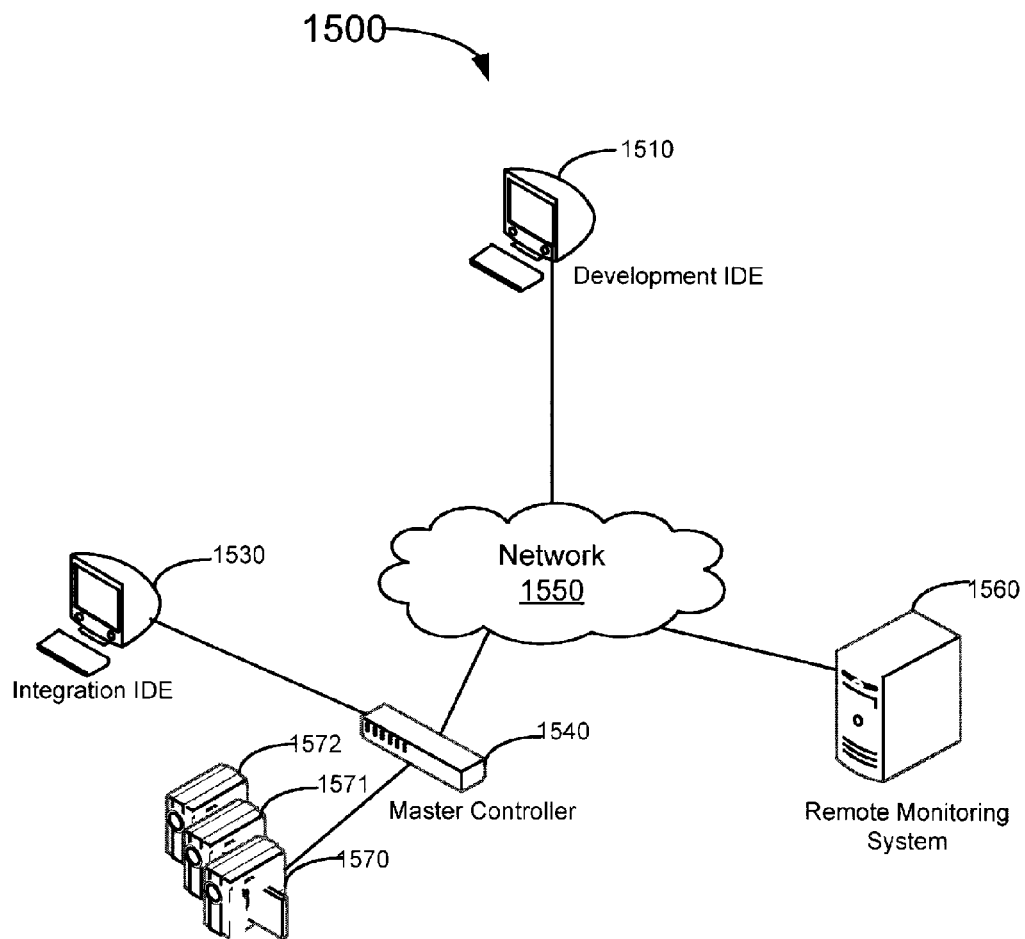 1500
1510
Development IDE
Network
1550
1530
1560
Integration IDE
1572
1540
1571
Master Controller
Remote Monitoring
System
1570